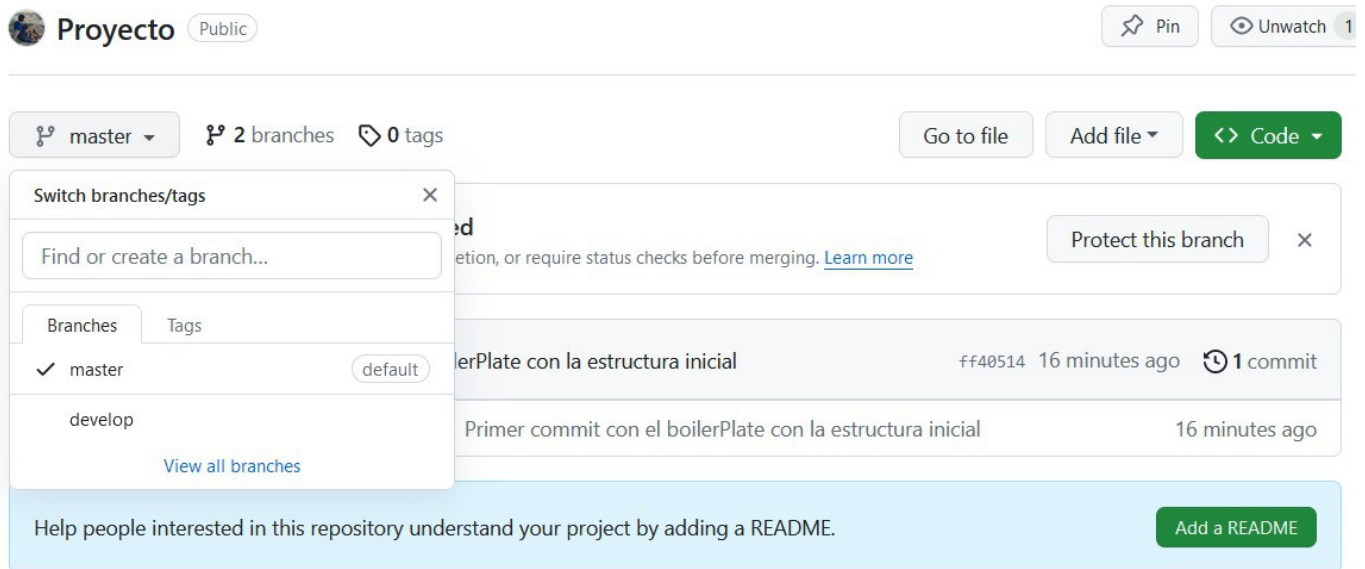 Proyecto Public Pin Unwatch 1
master 2 branches 0 tags Go to file Add file Code
Switch branches/tags
Find or create a branch...
Branches Tags
master default
develop
View all branches
ed
etion, or require status checks before merging. Learn more
Protect this branch
lerPlate con la estructura inicial ff40514 16 minutes ago 1 commit
Primer commit con el boilerPlate con la estructura inicial 16 minutes ago
Help people interested in this repository understand your project by adding a README. Add a README